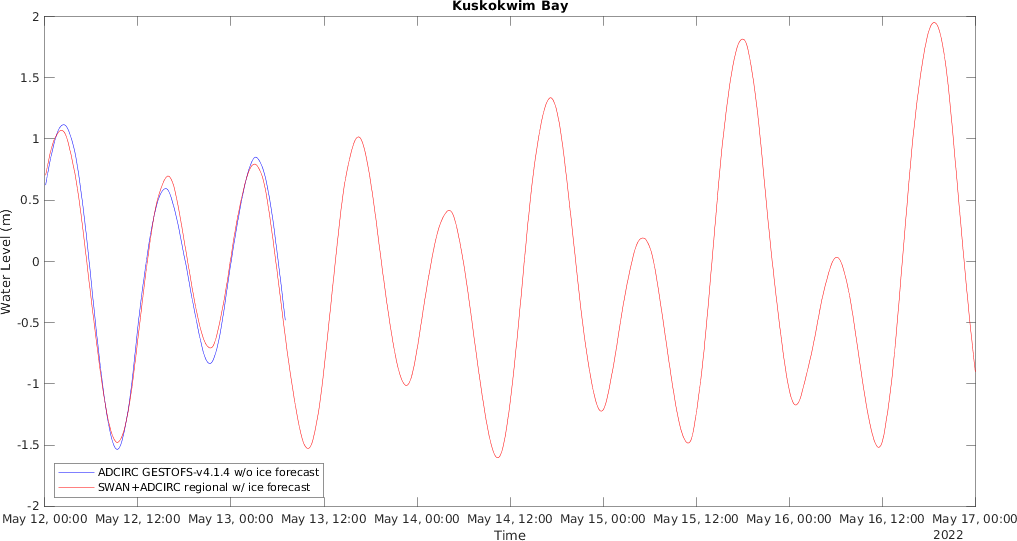 Kuskokwim Bay
2
1.5
1
0.5
0
-0.5
-1
-1.5
-2
Water Level (m)
ADCIRC GESTOFS-v4.1.4 w/o ice forecast
SWAN+ADCIRC regional w/ ice forecast
May 12, 00:00 May 12, 12:00 May 13, 00:00 May 13, 12:00 May 14, 00:00 May 14, 12:00 May 15, 00:00 May 15, 12:00 May 16, 00:00 May 16, 12:00 May 17, 00:00
Time
2022